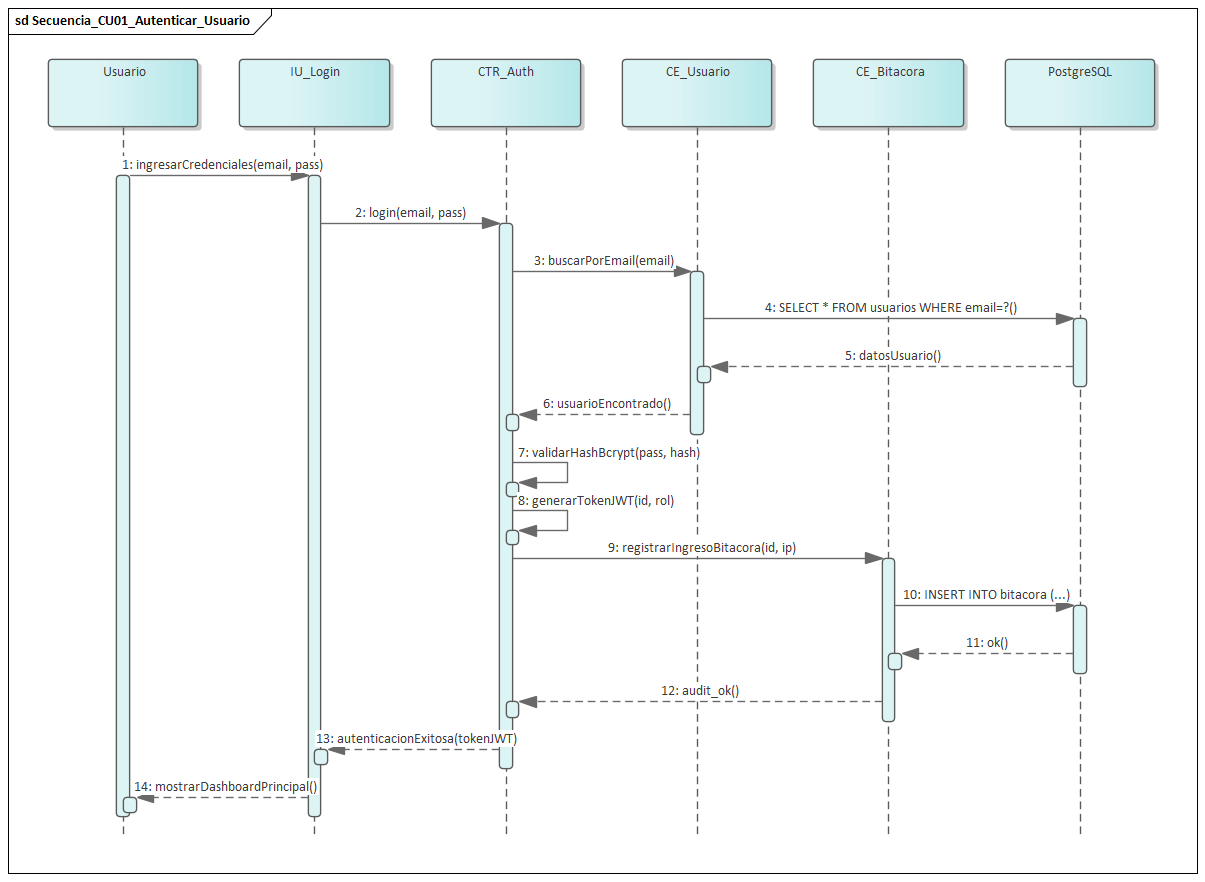 sd Secuencia_CU01_Autenticar_Usuario
Usuario
IU_Login
CTR_Auth
CE_Usuario
CE_Bitacora
PostgreSQL
1: ingresarCredenciales(email, pass)
2: login(email, pass)
3: buscarPorEmail(email)
4: SELECT * FROM usuarios WHERE email=?()
5: datosUsuario()
6: usuarioEncontrado()
7: validarHashBcrypt(pass, hash)
8: generarTokenJWT(id, rol)
9: registrarIngresoBitacora(id, ip)
10: INSERT INTO bitacora (...)
11: ok()
12: audit_ok()
13: autenticacionExitosa(tokenJWT)
14: mostrarDashboardPrincipal()